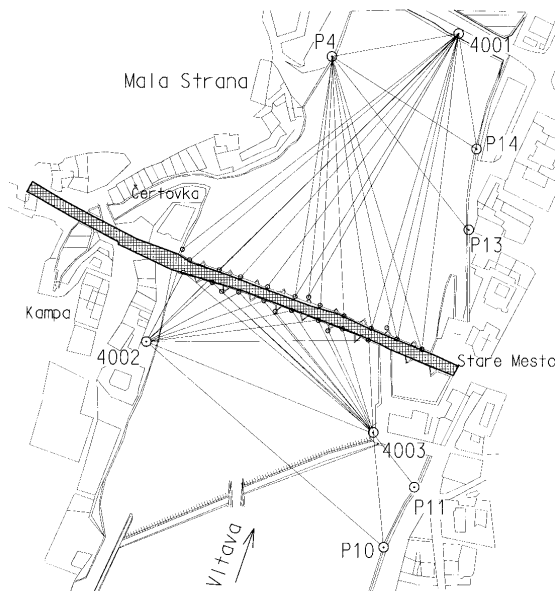 P4
4001
Mala Strana
P14
Čertovka
P13
Kampa
4002
Stare Mesto
4003
P11
P10
Vltava